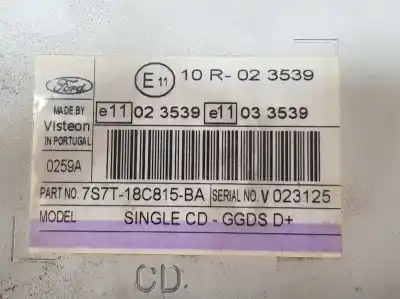 Ford
E 11 10 R- 02 3539
MADE BY
Visteon
IN PORTUGAL
e11 02 3539 e11 03 3539
0259A
PART NO. 7S7T-18C815-BA SERIAL NO. V 023125
MODEL SINGLE CD - GGDS D+
CD.